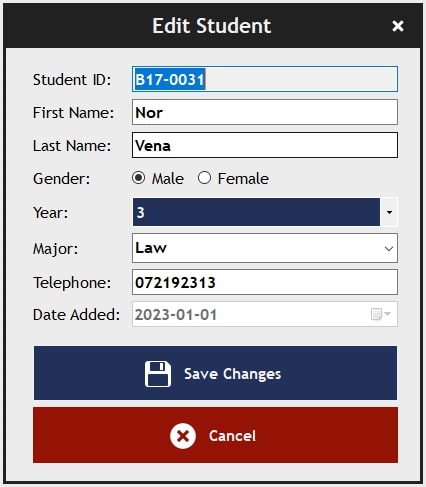 Edit Student
Student ID: B17-0031
First Name: Nor
Last Name: Vena
Gender: Male Female
Year: 3
Major: Law
Telephone: 072192313
Date Added: 2023-01-01
Save Changes
Cancel